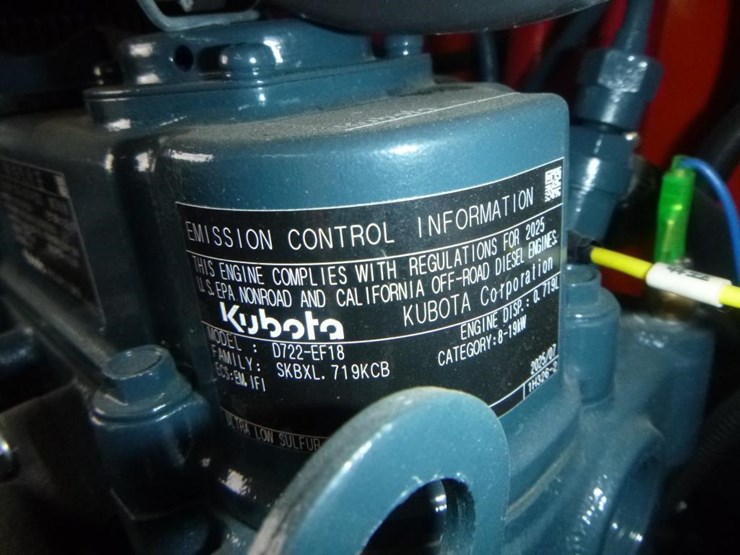 EMISSION CONTROL INFORMATION
THIS ENGINE COMPLIES WITH REGULATIONS FOR 2025
U.S.EPA NONROAD AND CALIFORNIA OFF-ROAD DIESEL ENGINES.
Kubota KUBOTA Corporation
MODEL : D722-EF18 ENGINE DISP.: 0.719L
FAMILY: SKBXL.719KCB CATEGORY:8-19kW
ECS:EM,IFI 2025/07
ULTRA LOW SULFUR